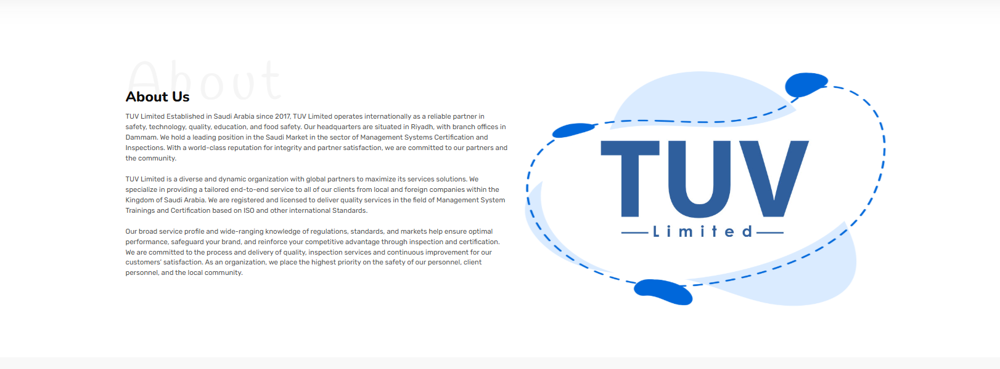 About
About Us
TUV Limited Established in Saudi Arabia since 2017, TUV Limited operates internationally as a reliable partner in
safety, technology, quality, education, and food safety. Our headquarters are situated in Riyadh, with branch offices in
Dammam. We hold a leading position in the Saudi Market in the sector of Management Systems Certification and
Inspections. With a world-class reputation for integrity and partner satisfaction, we are committed to our partners and
the community.
TUV Limited is a diverse and dynamic organization with global partners to maximize its services solutions. We
specialize in providing a tailored end-to-end service to all of our clients from local and foreign companies within the
Kingdom of Saudi Arabia. We are registered and licensed to deliver quality services in the field of Management System
Trainings and Certification based on ISO and other international Standards.
Our broad service profile and wide-ranging knowledge of regulations, standards, and markets help ensure optimal
performance, safeguard your brand, and reinforce your competitive advantage through inspection and certification.
We are committed to the process and delivery of quality, inspection services and continuous improvement for our
customers' satisfaction. As an organization, we place the highest priority on the safety of our personnel, client
personnel, and the local community.
TUV
Limited